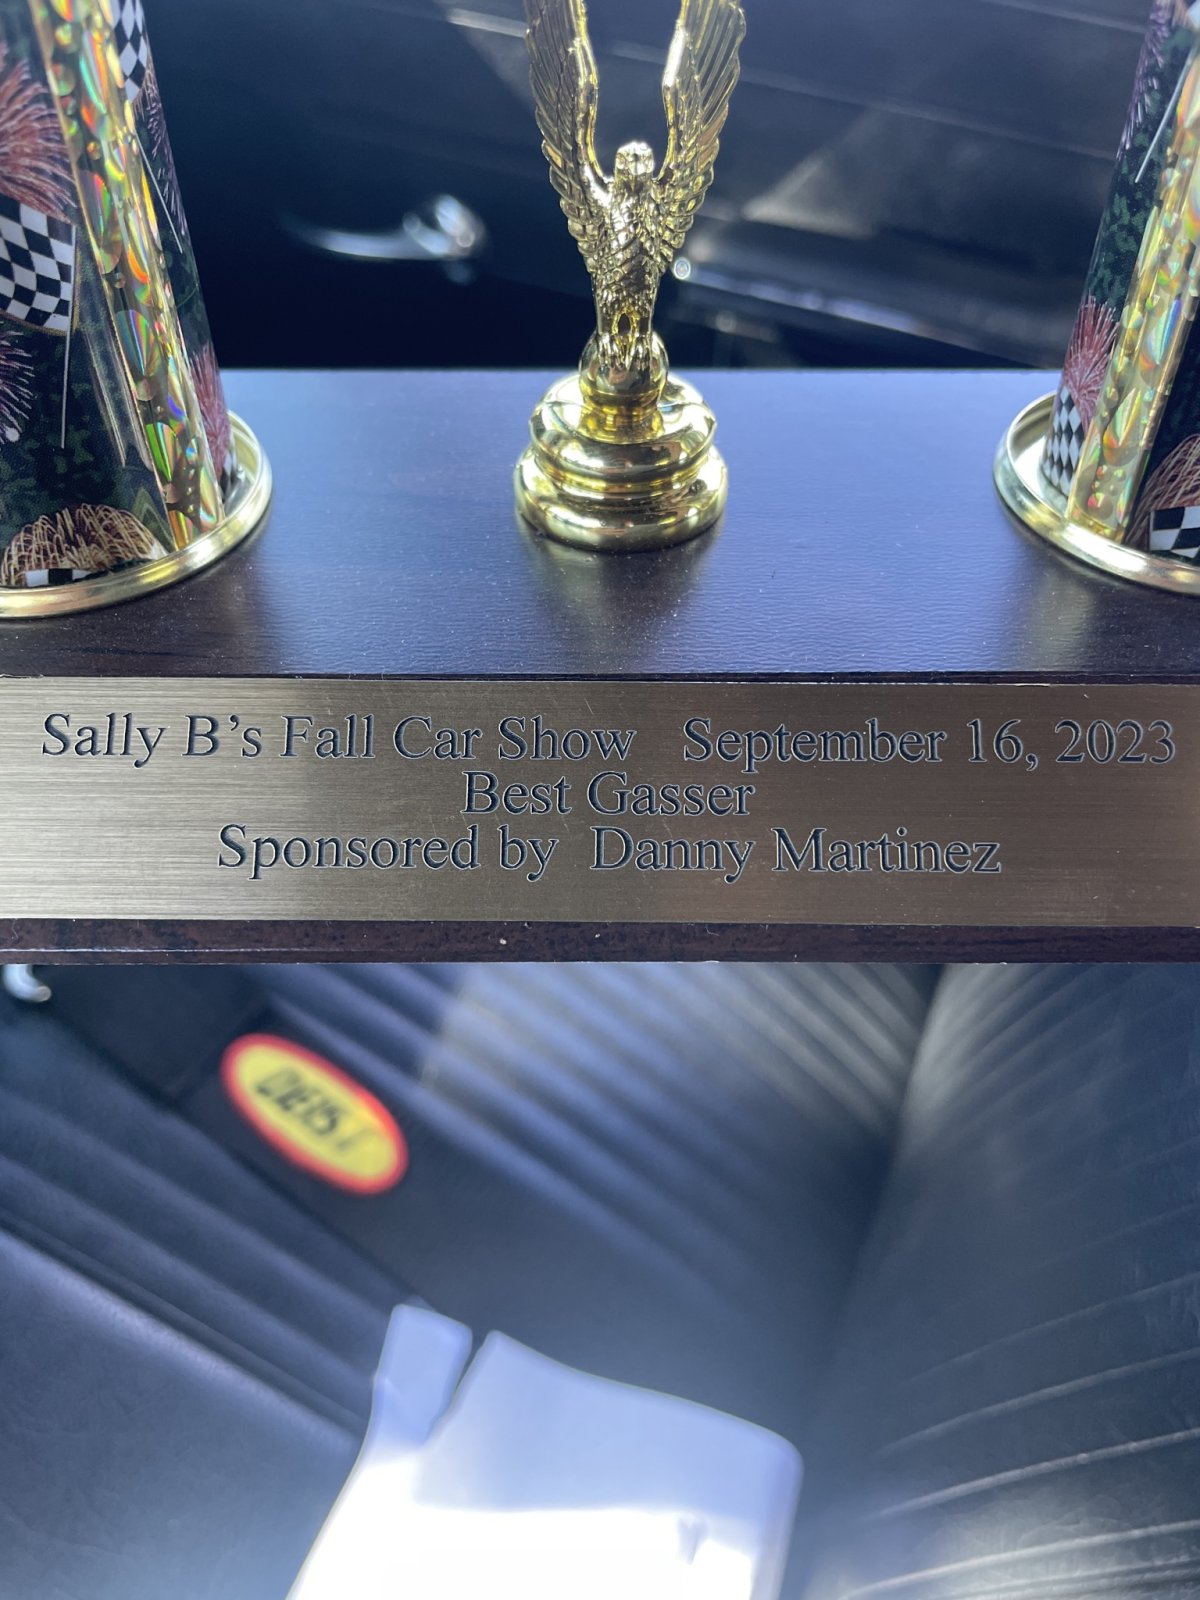 Sally B's Fall Car Show September 16, 2023
Best Gasser
Sponsored by Danny Martinez